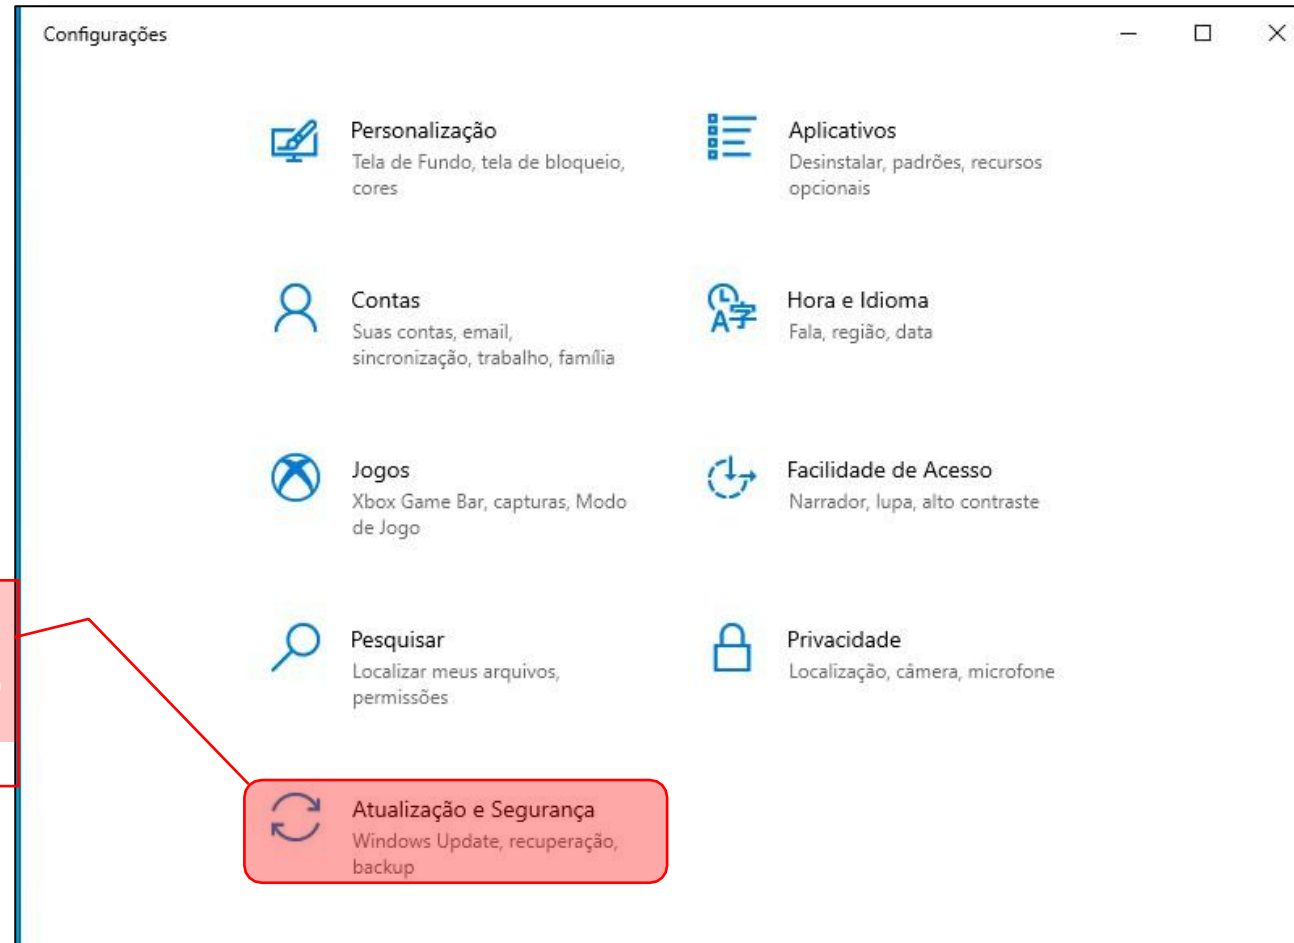 Configurações
Personalização
Tela de Fundo, tela de bloqueio,
cores
Aplicativos
Desinstalar, padrões, recursos
opcionais
Contas
Suas contas, email,
sincronização, trabalho, família
Hora e Idioma
Fala, região, data
Jogos
Xbox Game Bar, capturas, Modo
de Jogo
Facilidade de Acesso
Narrador, lupa, alto contraste
Pesquisar
Localizar meus arquivos,
permissões
Privacidade
Localização, câmera, microfone
Atualização e Segurança
Windows Update, recuperação,
backup